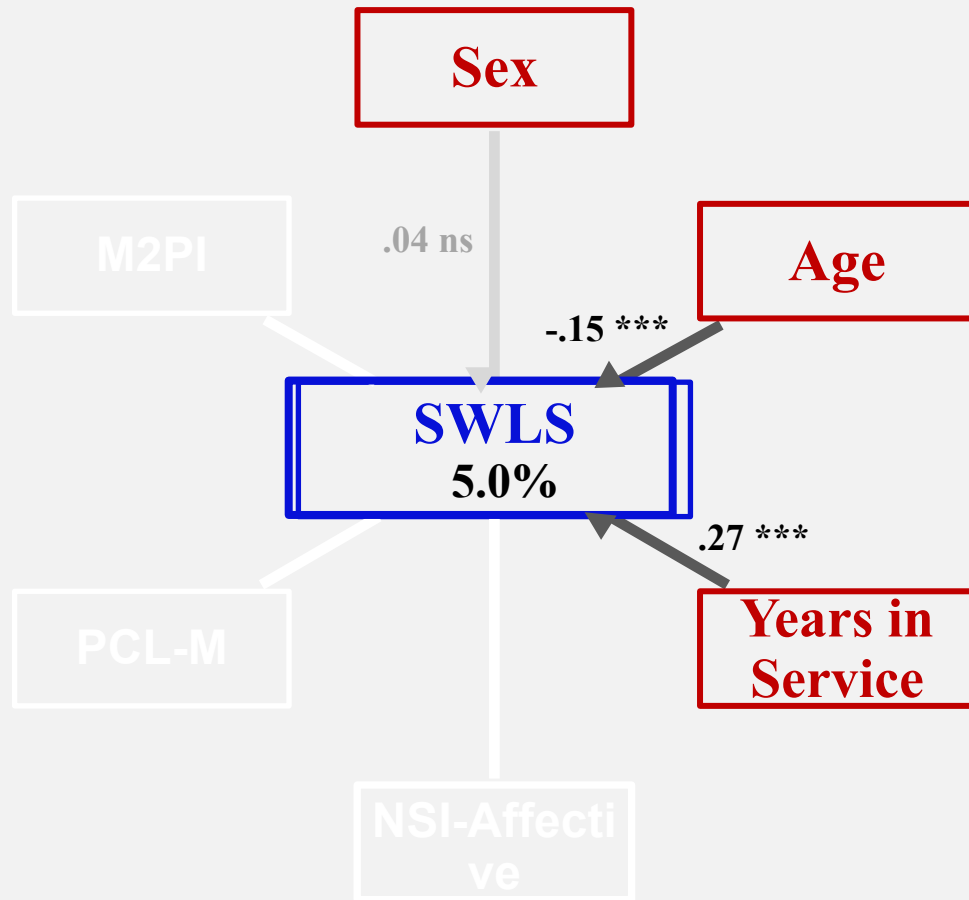 Sex
M2PI
.04 ns
Age
-.15 ***
SWLS
5.0%
.27 ***
PCL-M
Years in
Service
NSI-Affecti
ve